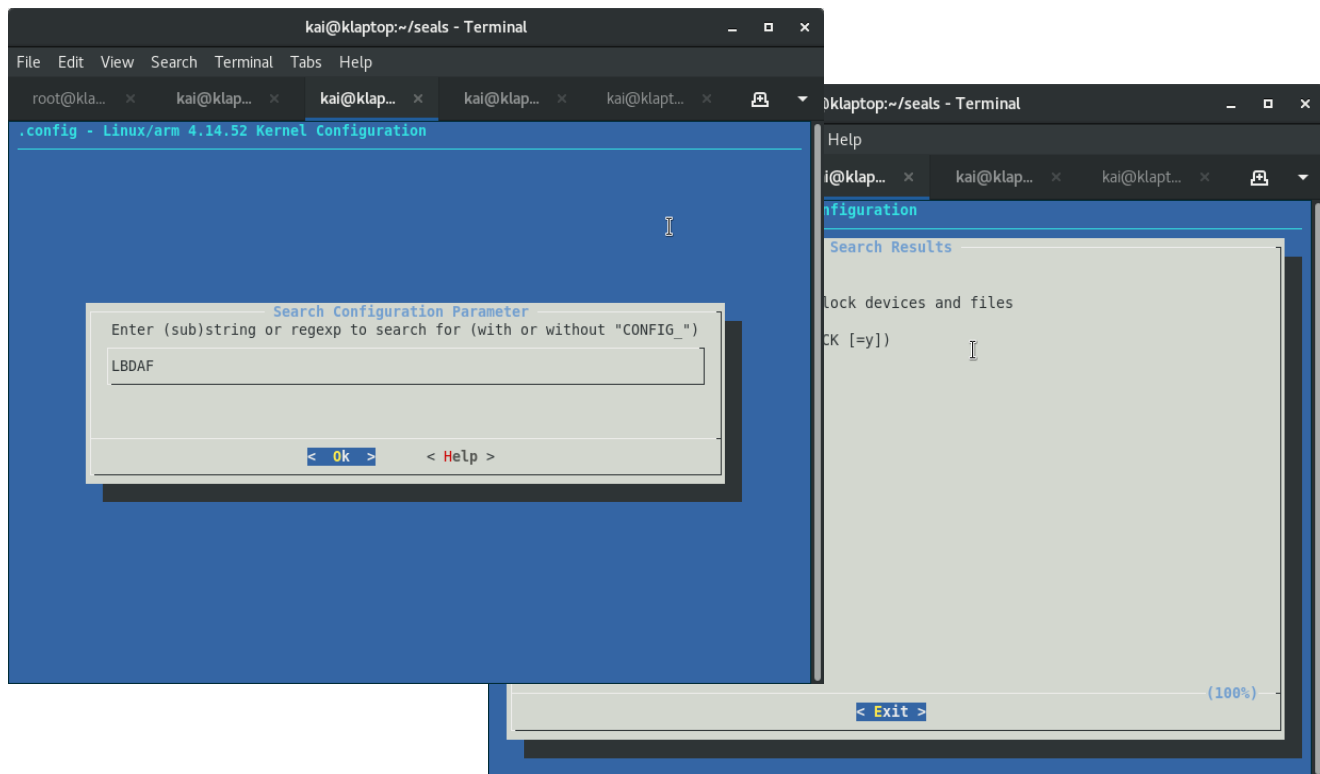 kai@klaptop:~/seals - Terminal
File Edit View Search Terminal Tabs Help
root@kla... kai@klap... kai@klap... kai@klap... kai@klapt...
.config - Linux/arm 4.14.52 Kernel Configuration
Search Configuration Parameter
Enter (sub)string or regexp to search for (with or without "CONFIG_")
LBDAF
< Ok > < Help >
@klaptop:~/seals - Terminal
Help
i@klap... kai@klap... kai@klapt...
nfiguration
Search Results
lock devices and files
CK [=y])
(100%)
< Exit >